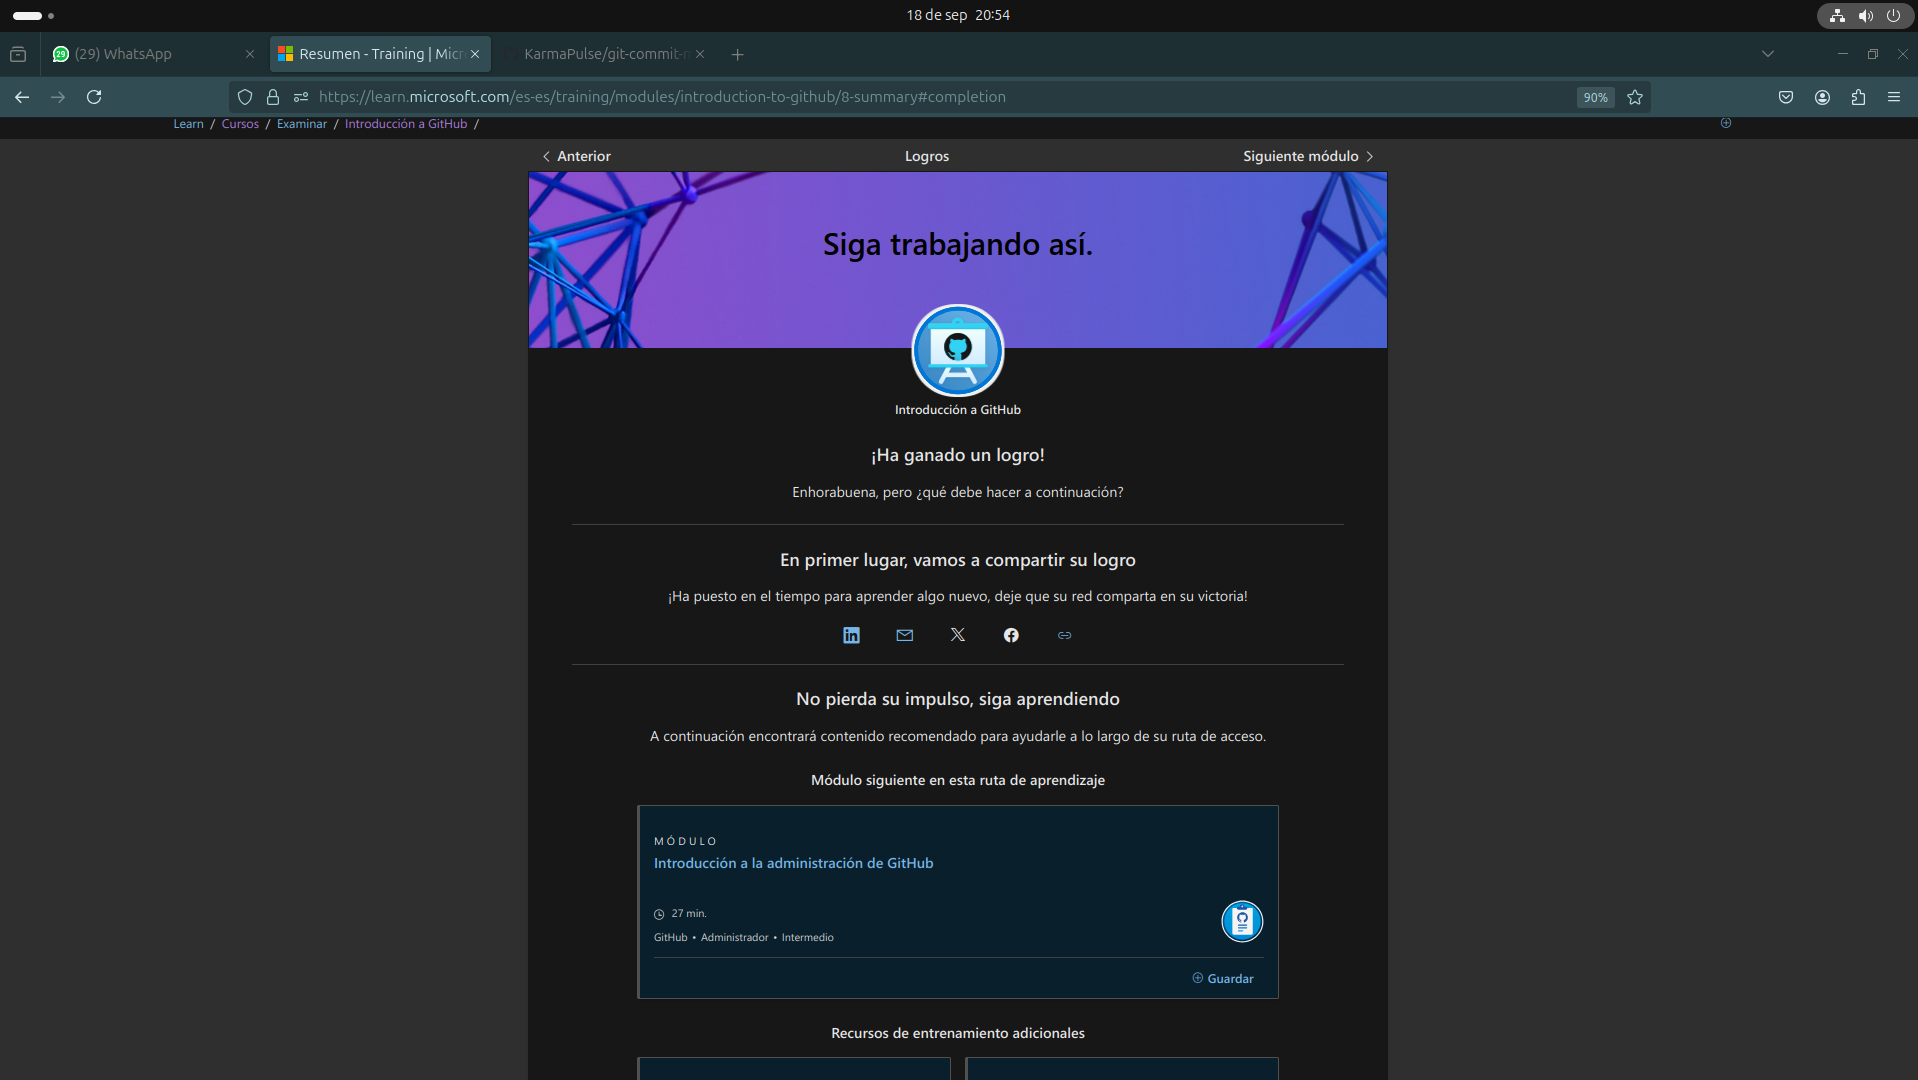 18 de sep 20:54
(29) WhatsApp
Resumen - Training | Micr
KarmaPulse/git-commit-m
https://learn.microsoft.com/es-es/training/modules/introduction-to-github/8-summary#completion
90%
Learn / Cursos / Examinar / Introducción a GitHub /
Anterior
Logros
Siguiente módulo
Siga trabajando así.
Introducción a GitHub
¡Ha ganado un logro!
Enhorabuena, pero ¿qué debe hacer a continuación?
En primer lugar, vamos a compartir su logro
¡Ha puesto en el tiempo para aprender algo nuevo, deje que su red comparta en su victoria!
No pierda su impulso, siga aprendiendo
A continuación encontrará contenido recomendado para ayudarle a lo largo de su ruta de acceso.
Módulo siguiente en esta ruta de aprendizaje
MÓDULO
Introducción a la administración de GitHub
27 min.
GitHub • Administrador • Intermedio
Guardar
Recursos de entrenamiento adicionales